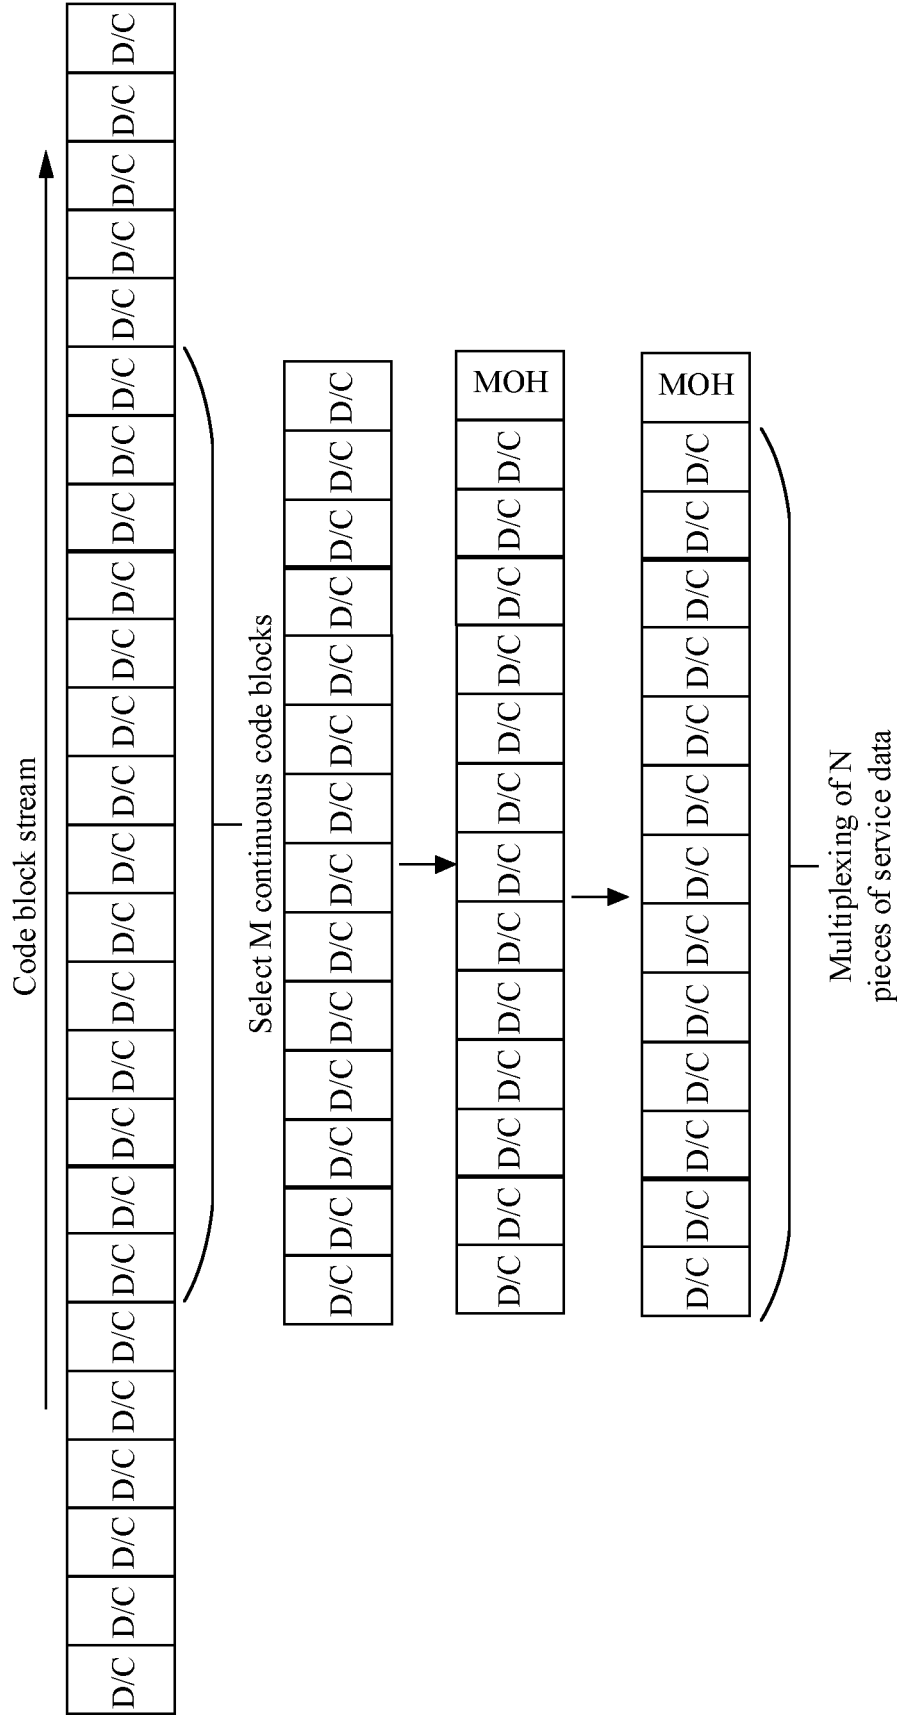 Code block stream
D/C D/C D/C D/C D/C D/C D/C D/C D/C D/C D/C D/C D/C D/C D/C D/C D/C D/C D/C D/C D/C D/C D/C D/C D/C
Select M continuous code blocks
D/C D/C D/C D/C D/C D/C D/C D/C D/C D/C D/C D/C D/C D/C
D/C D/C D/C D/C D/C D/C D/C D/C D/C D/C D/C D/C D/C MOH
D/C D/C D/C D/C D/C D/C D/C D/C D/C D/C D/C D/C D/C MOH
Multiplexing of N
pieces of service data